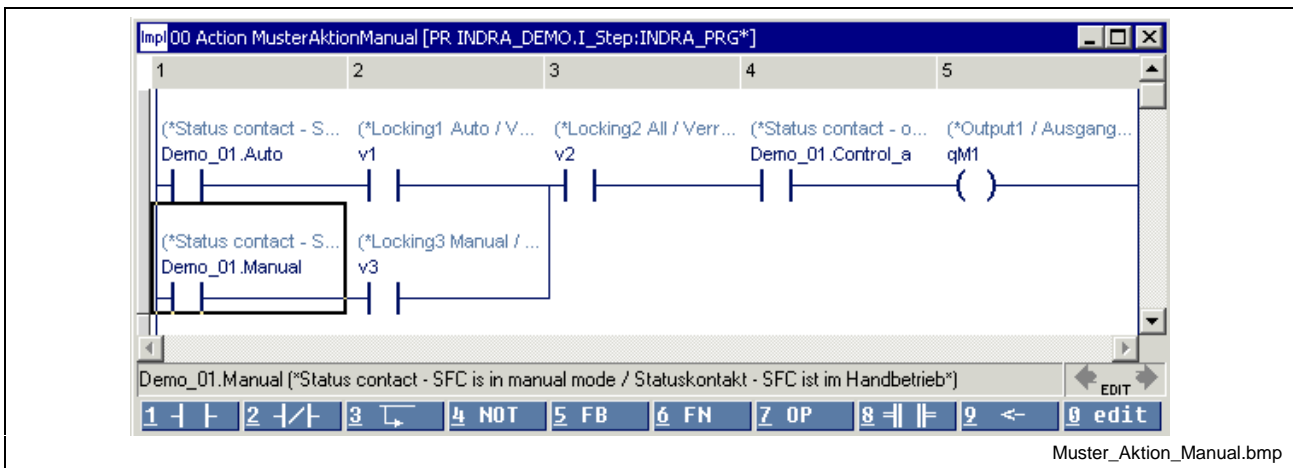 Impl 00 Action MusterAktionManual [PR INDRA_DEMO.I_Step:INDRA_PRG*]
1 2 3 4 5
(*Status contact - S... (*Locking1 Auto / V... (*Locking2 All / Verr... (*Status contact - o... (*Output1 / Ausgang...
Demo_01.Auto v1 v2 Demo_01.Control_a qM1
(*Status contact - S... (*Locking3 Manual / ...
Demo_01.Manual v3
Demo_01.Manual (*Status contact - SFC is in manual mode / Statuskontakt - SFC ist im Handbetrieb*) EDIT
1 2 3 4 NOT 5 FB 6 FN 7 OP 8 9 <- 0 edit
Muster_Aktion_Manual.bmp